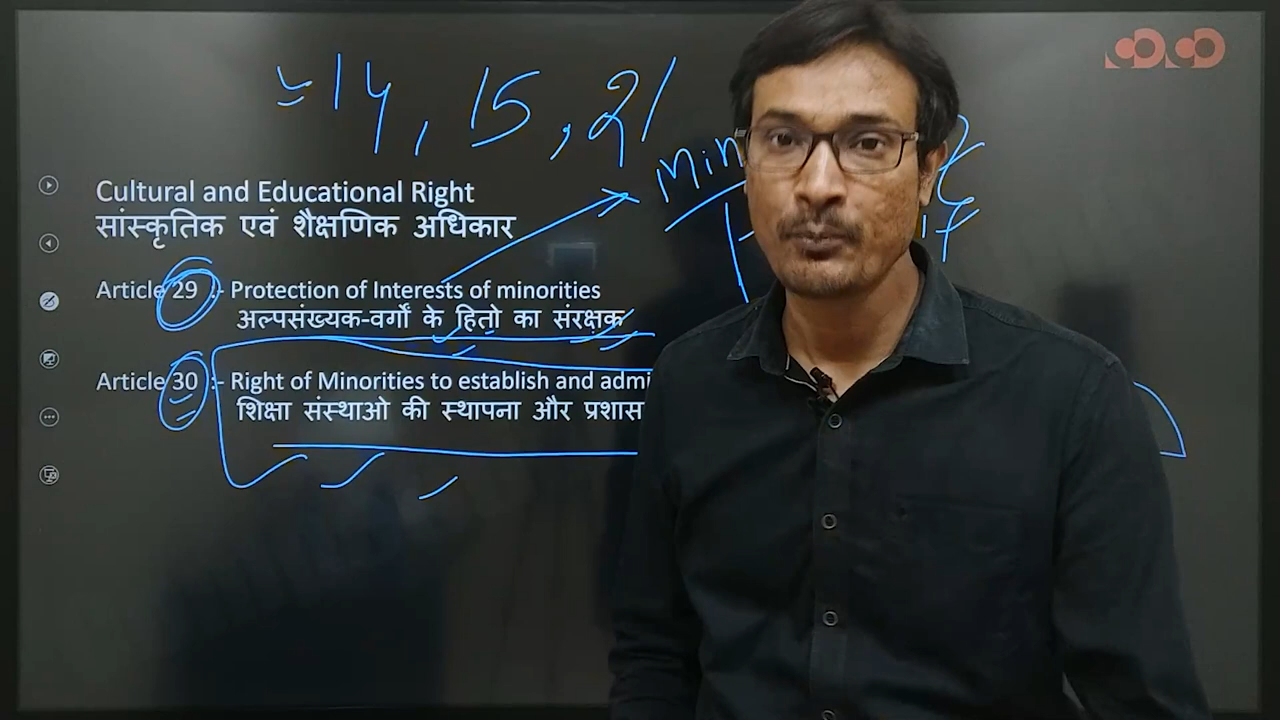 14, 15, 21
Min
Cultural and Educational Right
सांस्कृतिक एवं शैक्षणिक अधिकार
Article 29 :- Protection of Interests of minorities
अल्पसंख्यक-वर्गों के हितो का संरक्षक
Article 30 :- Right of Minorities to establish and admi
शिक्षा संस्थाओ की स्थापना और प्रशास